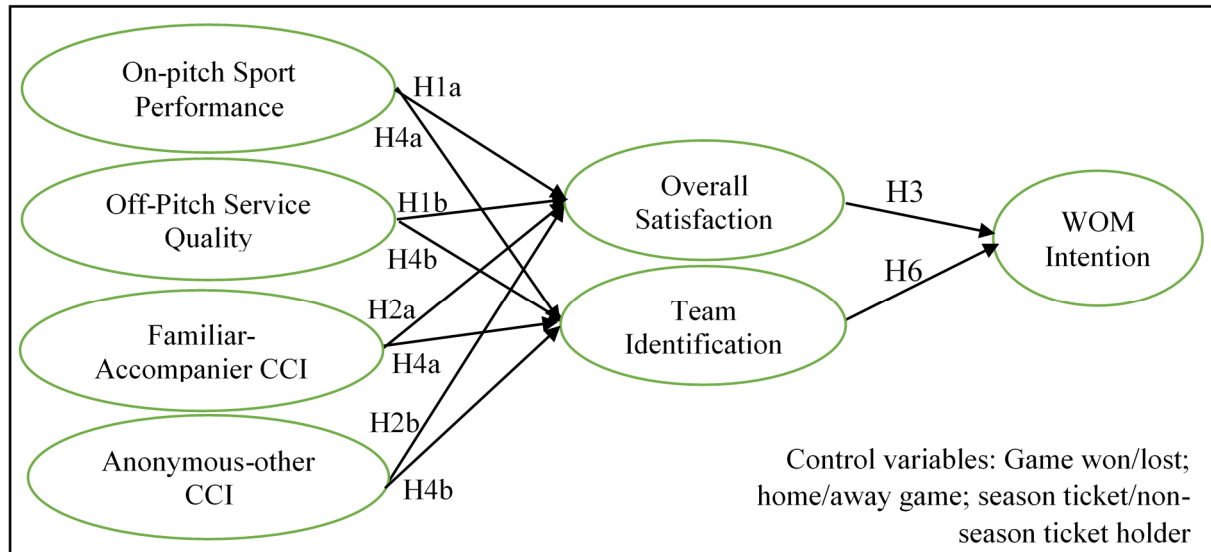 On-pitch Sport
Performance
H1a
H4a
Off-Pitch Service
Quality
H1b
H4b
Familiar-
Accompanier CCI
H2a
H4a
Anonymous-other
CCI
H2b
H4b
Overall
Satisfaction
Team
Identification
H3
H6
WOM
Intention
Control variables: Game won/lost;
home/away game; season ticket/non-
season ticket holder